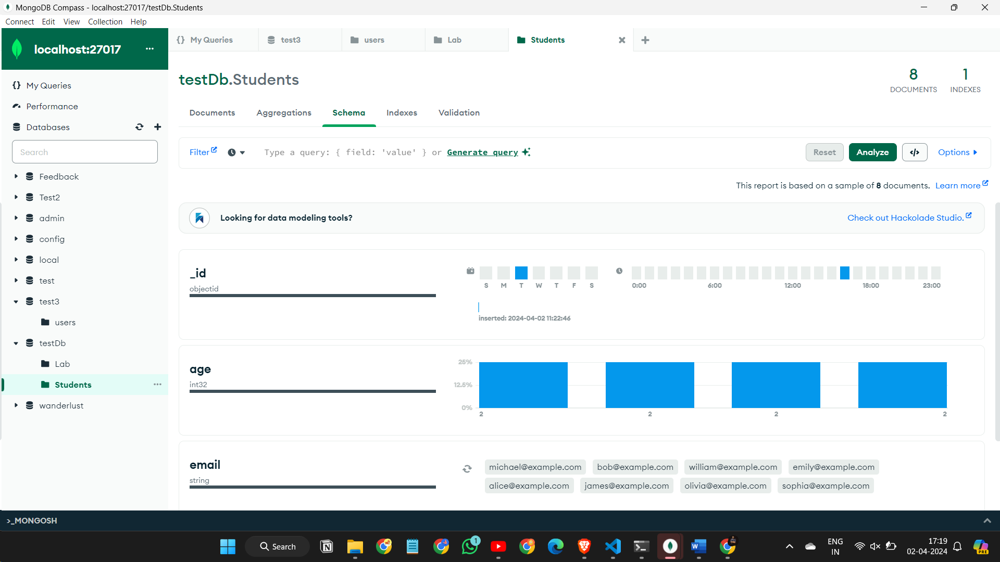 MongoDB Compass - localhost:27017/testDb.Students
Connect Edit View Collection Help
localhost:27017 ...
{} My Queries
test3
users
Lab
Students
My Queries
Performance
Databases
Search
Feedback
Test2
admin
config
local
test
test3
users
testDb
Lab
Students
wanderlust
testDb.Students
8
DOCUMENTS
1
INDEXES
Documents Aggregations Schema Indexes Validation
Filter Type a query: { field: 'value' } or Generate query
Reset Analyze </> Options
This report is based on a sample of 8 documents. Learn more
Looking for data modeling tools? Check out Hackolade Studio.
_id
objectid
S M T W T F S
0:00 6:00 12:00 18:00 23:00
inserted: 2024-04-02 11:22:46
age
int32
25%
12.5%
0%
2 2 2 2
email
string
michael@example.com bob@example.com william@example.com emily@example.com
alice@example.com james@example.com olivia@example.com sophia@example.com
>_MONGOSH
Search
1
ENG
IN
17:19
02-04-2024
PRE